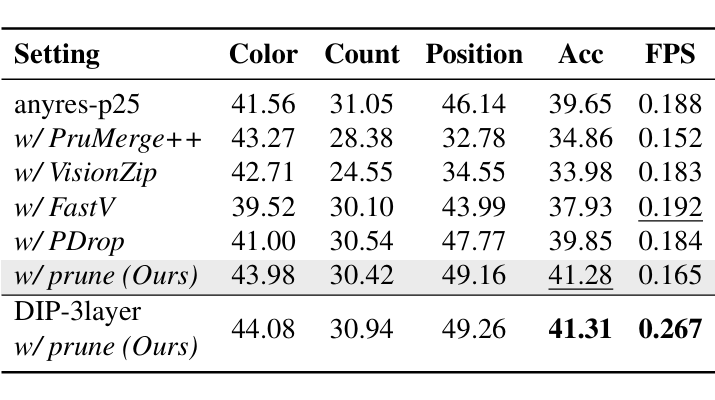 Setting Color Count Position Acc FPS
anyres-p25 41.56 31.05 46.14 39.65 0.188
w/ PruMerge++ 43.27 28.38 32.78 34.86 0.152
w/ VisionZip 42.71 24.55 34.55 33.98 0.183
w/ FastV 39.52 30.10 43.99 37.93 0.192
w/ PDrop 41.00 30.54 47.77 39.85 0.184
w/ prune (Ours) 43.98 30.42 49.16 41.28 0.165
DIP-3layer
w/ prune (Ours) 44.08 30.94 49.26 41.31 0.267